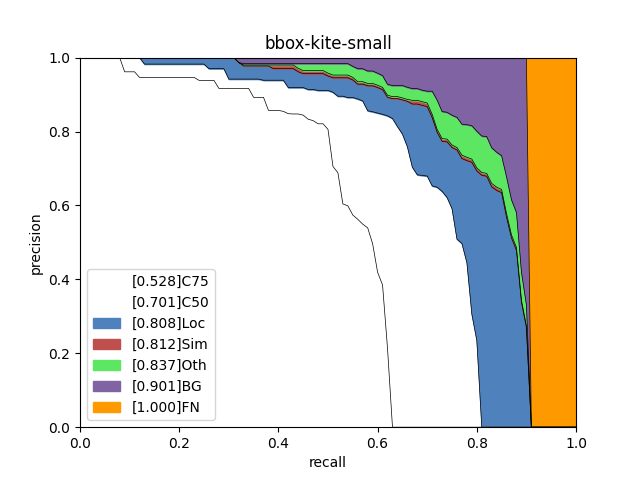 bbox-kite-small
1.0
0.8
0.6
0.4
0.2
0.0
precision
[0.528]C75
[0.701]C50
[0.808]Loc
[0.812]Sim
[0.837]Oth
[0.901]BG
[1.000]FN
0.0 0.2 0.4 0.6 0.8 1.0
recall